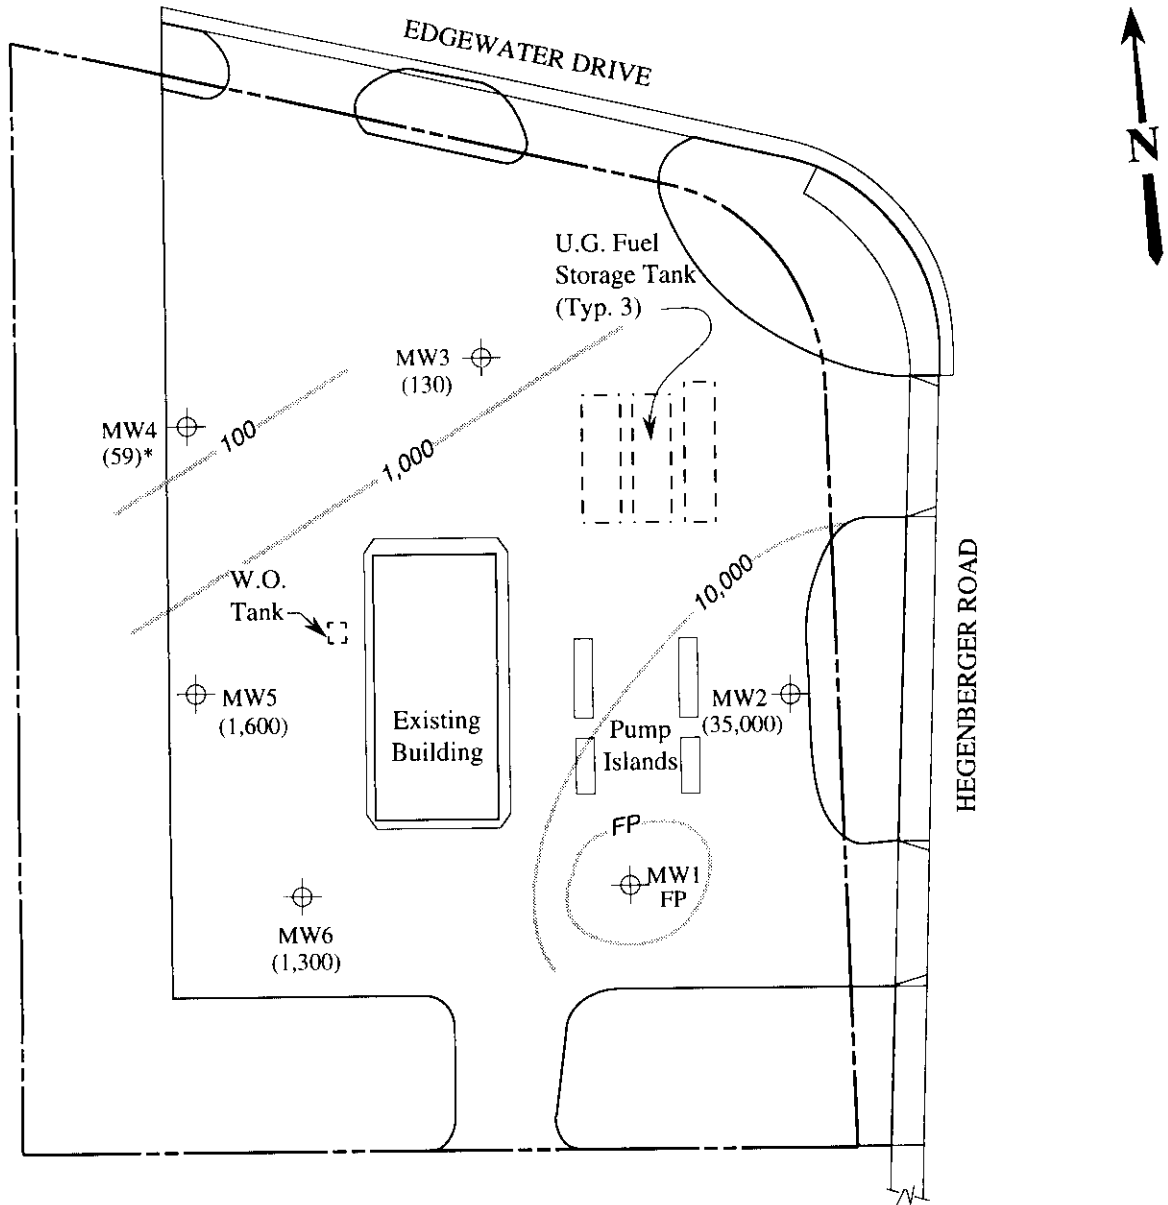 EDGEWATER DRIVE
N
U.G. Fuel
Storage Tank
(Typ. 3)
MW3
(130)
MW4
(59)*
100
1,000
W.O.
Tank
10,000
HEGENBERGER ROAD
MW5
(1,600)
Existing
Building
Pump
Islands
MW2
(35,000)
FP
MW1
FP
MW6
(1,300)